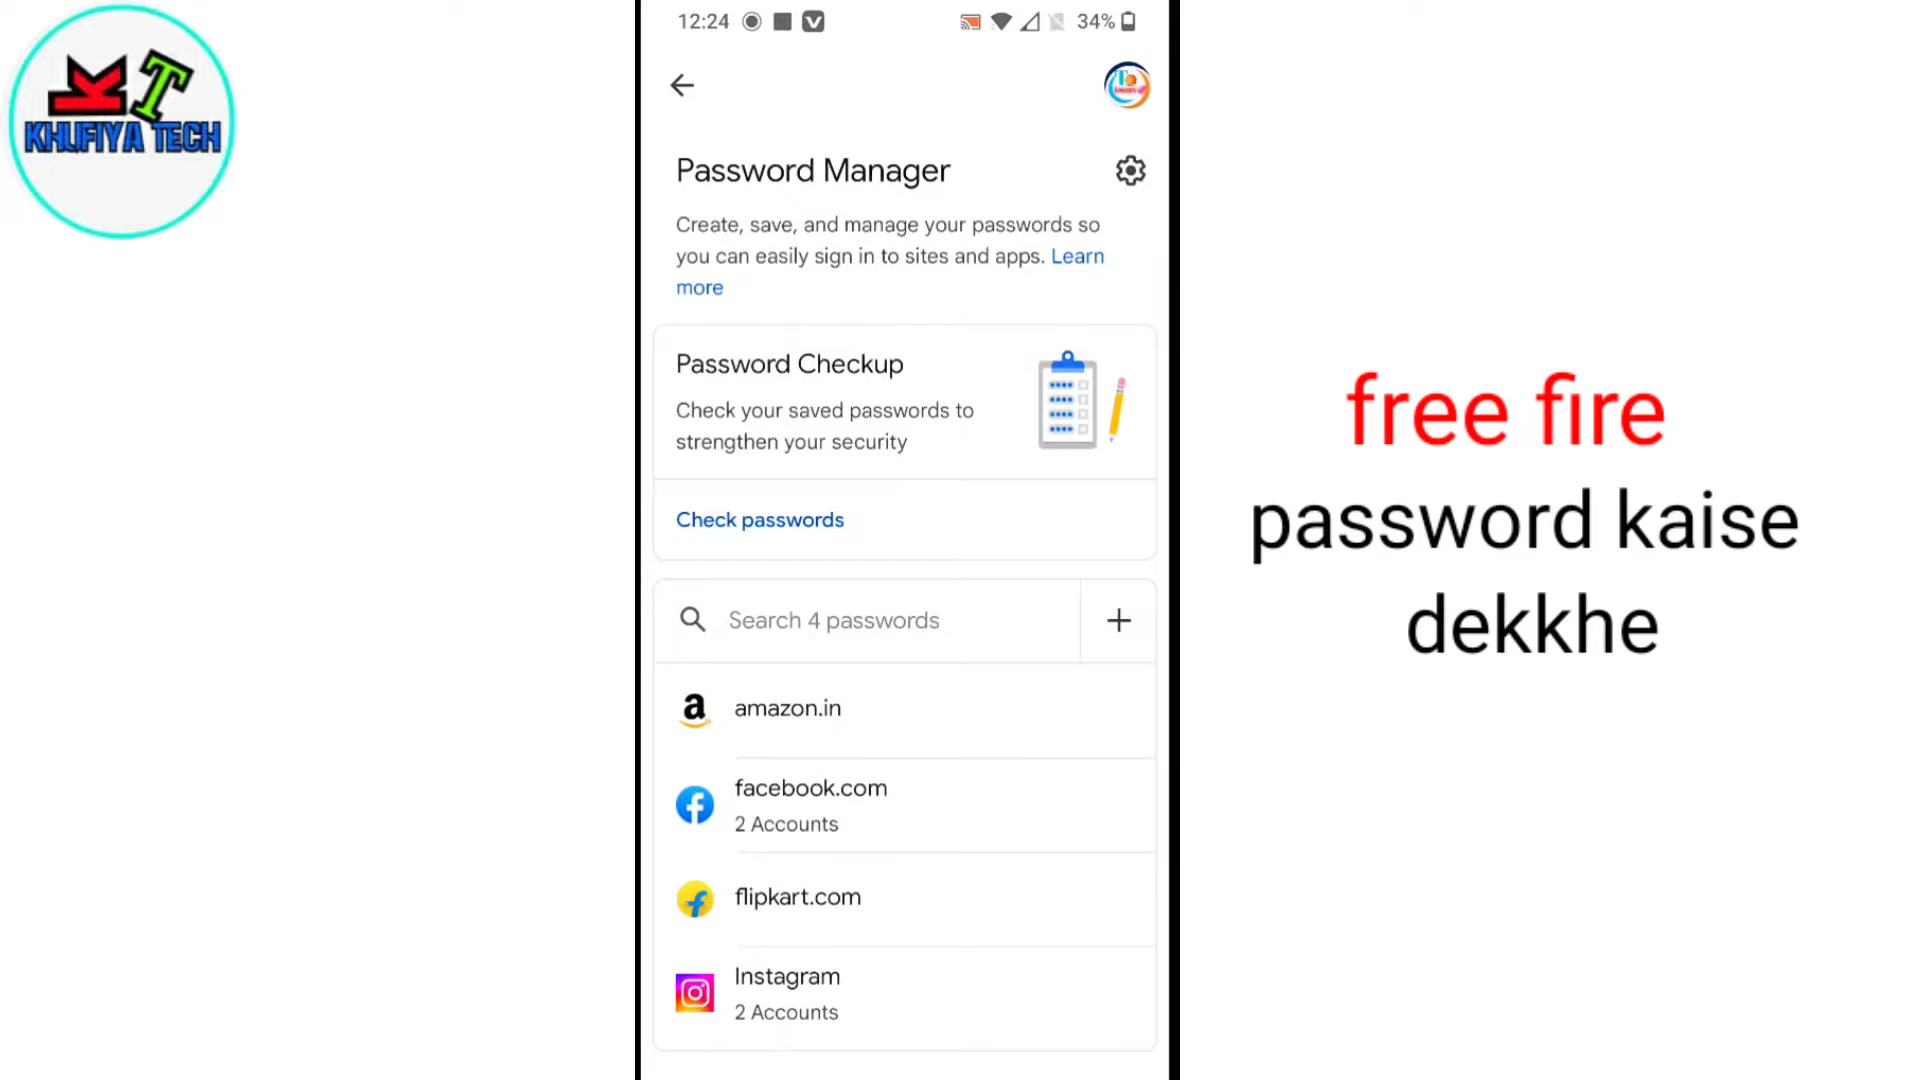 KT
KHUFIYA TECH
12:24
34%
Password Manager
Create, save, and manage your passwords so
you can easily sign in to sites and apps. Learn
more
Password Checkup
Check your saved passwords to
strengthen your security
Check passwords
Search 4 passwords
amazon.in
facebook.com
2 Accounts
flipkart.com
Instagram
2 Accounts
free fire
password kaise
dekkhe